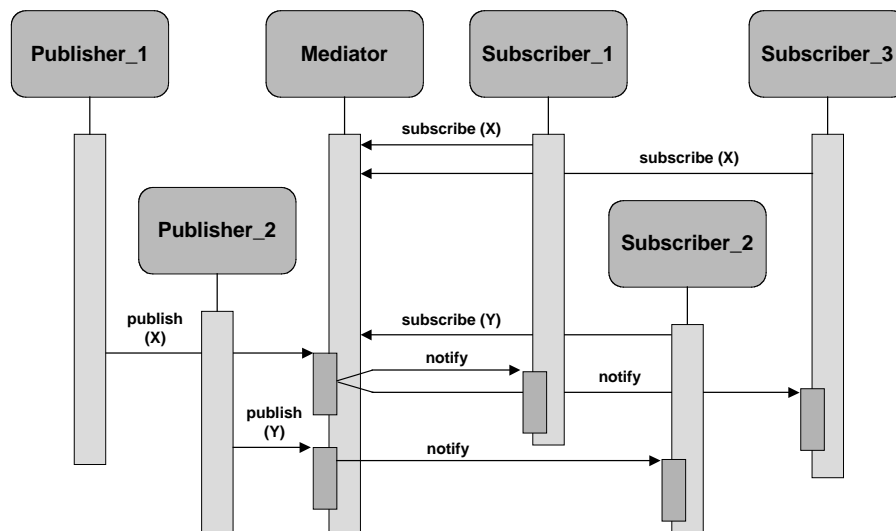 Publisher_1
Mediator
Subscriber_1
Subscriber_3
subscribe (X)
subscribe (X)
Publisher_2
Subscriber_2
publish
(X)
subscribe (Y)
notify
notify
publish
(Y)
notify